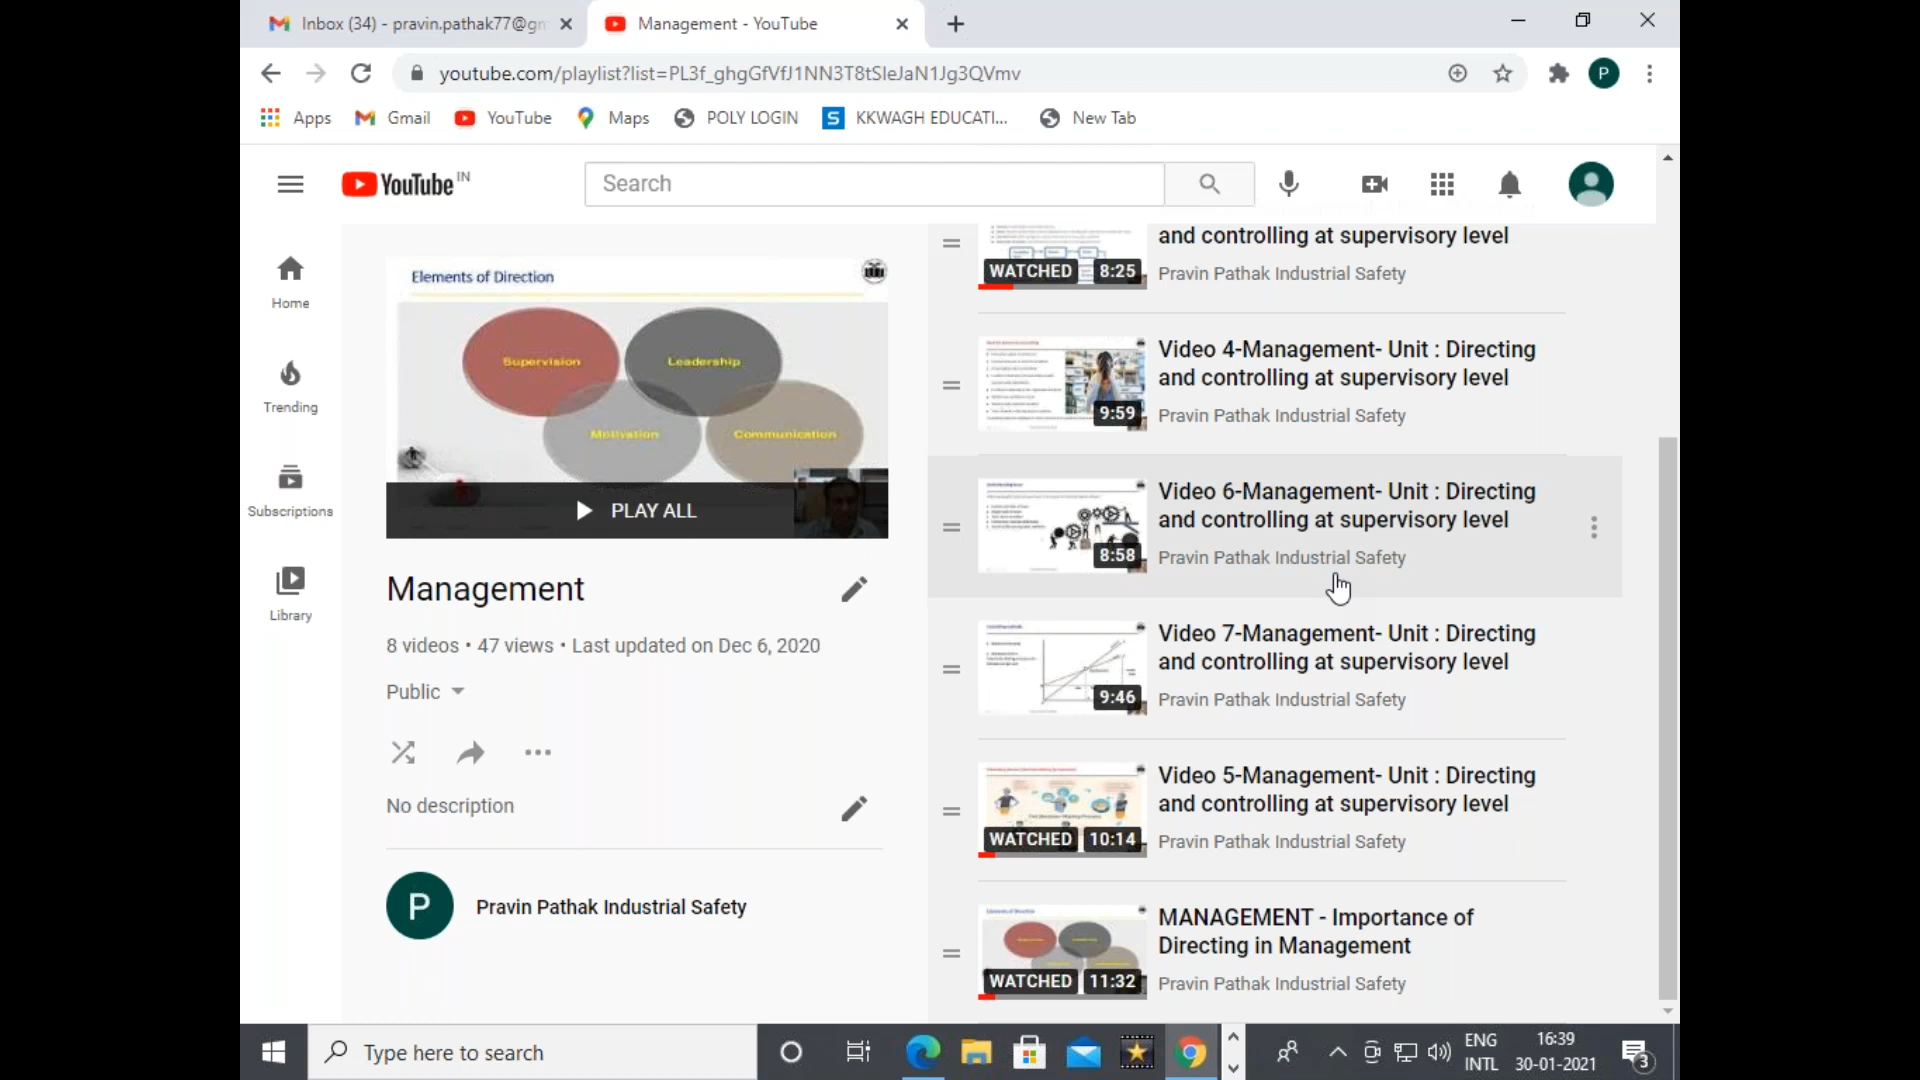 Inbox (34) - pravin.pathak77@gm
Management - YouTube
youtube.com/playlist?list=PL3f_ghgGfVfJ1NN3T8tSIeJaN1Jg3QVmv
P
Apps
Gmail
YouTube
Maps
POLY LOGIN
S
KKWAGH EDUCATI...
New Tab
YouTube IN
Search
Home
Trending
Subscriptions
Library
Elements of Direction
Supervision
Leadership
Motivation
Communication
PLAY ALL
Management
8 videos • 47 views • Last updated on Dec 6, 2020
Public
No description
P
Pravin Pathak Industrial Safety
and controlling at supervisory level
WATCHED 8:25
Pravin Pathak Industrial Safety
Video 4-Management- Unit : Directing
and controlling at supervisory level
9:59
Pravin Pathak Industrial Safety
Video 6-Management- Unit : Directing
and controlling at supervisory level
8:58
Pravin Pathak Industrial Safety
Video 7-Management- Unit : Directing
and controlling at supervisory level
9:46
Pravin Pathak Industrial Safety
Video 5-Management- Unit : Directing
and controlling at supervisory level
WATCHED 10:14
Pravin Pathak Industrial Safety
MANAGEMENT - Importance of
Directing in Management
WATCHED 11:32
Pravin Pathak Industrial Safety
Type here to search
ENG
INTL
16:39
30-01-2021
3